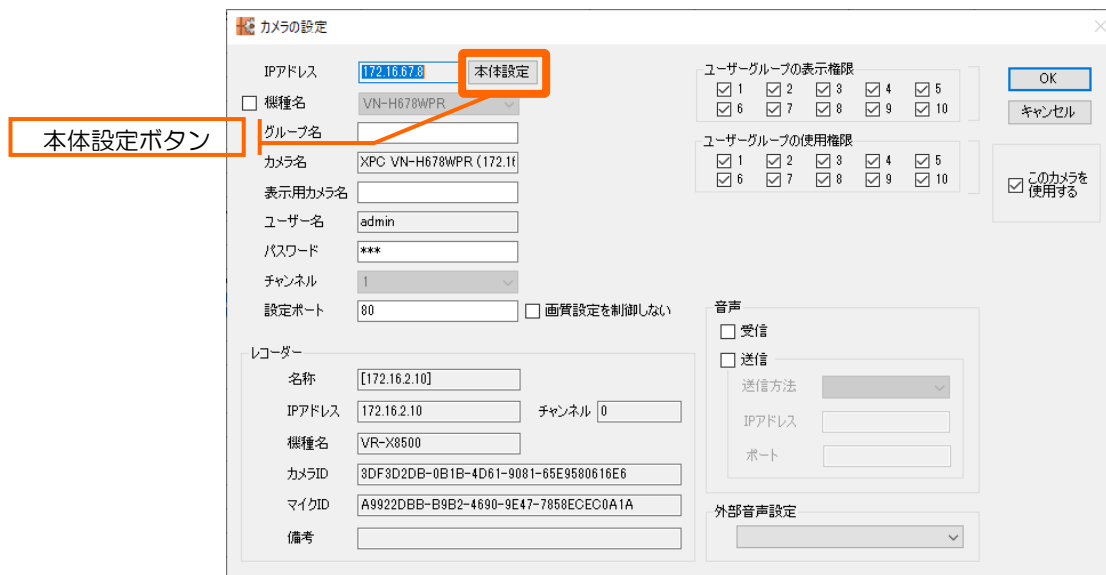 カメラの設定
IPアドレス 172.16.67.8 本体設定
機種名 VN-H678WPR
本体設定ボタン
グループ名
カメラ名 XPC VN-H678WPR (172.16
表示用カメラ名
ユーザー名 admin
パスワード ***
チャンネル 1
設定ポート 80 画質設定を制御しない
レコーダー
名称 [172.16.2.10]
IPアドレス 172.16.2.10 チャンネル 0
機種名 VR-X8500
カメラID 3DF3D2DB-0B1B-4D61-9081-65E9580616E6
マイクID A9922DBB-B9B2-4690-9E47-7858ECEC0A1A
備考
ユーザーグループの表示権限
1 2 3 4 5
6 7 8 9 10
ユーザーグループの使用権限
1 2 3 4 5
6 7 8 9 10
音声
受信
送信
送信方法
IPアドレス
ポート
外部音声設定
OK
キャンセル
このカメラを
使用する